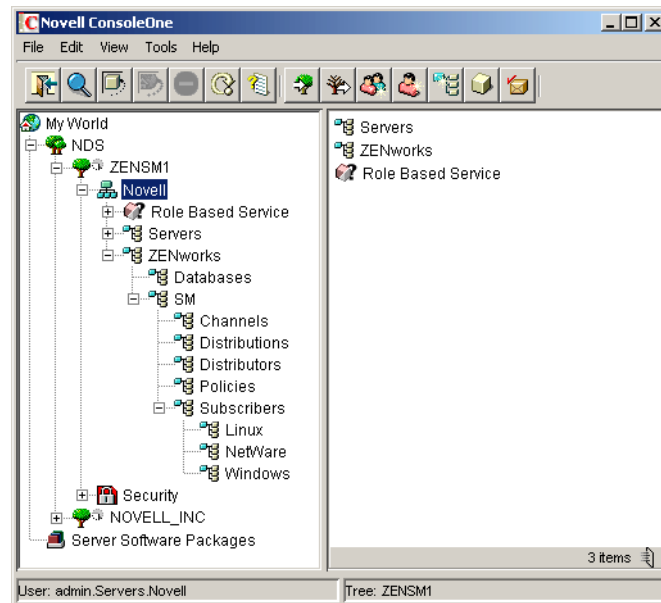 Novell ConsoleOne
File Edit View Tools Help
My World
NDS
ZENSM1
Novell
Role Based Service
Servers
ZENworks
Databases
SM
Channels
Distributions
Distributors
Policies
Subscribers
Linux
NetWare
Windows
Security
NOVELL_INC
Server Software Packages
Servers
ZENworks
Role Based Service
3 items
User: admin.Servers.Novell
Tree: ZENSM1